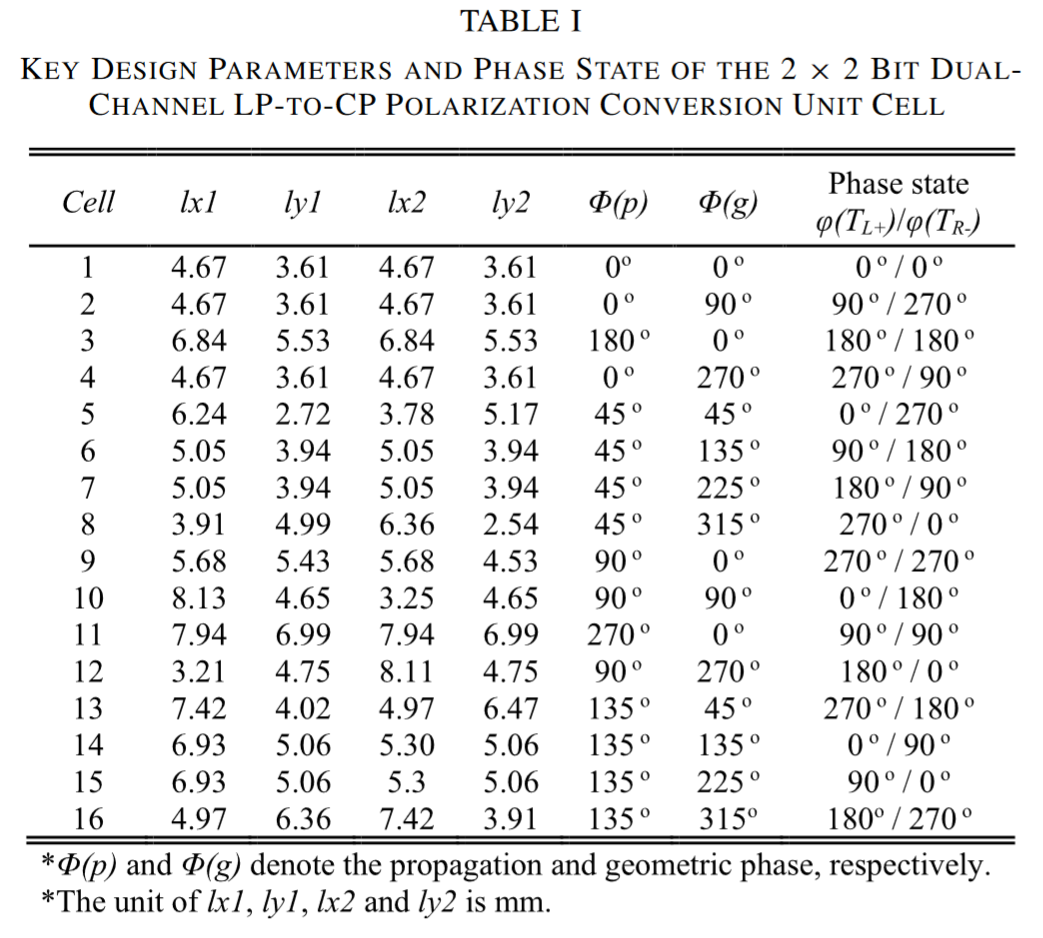 TABLE I
KEY DESIGN PARAMETERS AND PHASE STATE OF THE 2 × 2 BIT DUAL-
CHANNEL LP-TO-CP POLARIZATION CONVERSION UNIT CELL
Cell lx1 ly1 lx2 ly2 Φ(p) Φ(g) Phase state φ(TL+)/φ(TR-)
1 4.67 3.61 4.67 3.61 0° 0° 0° / 0°
2 4.67 3.61 4.67 3.61 0° 90° 90° / 270°
3 6.84 5.53 6.84 5.53 180° 0° 180° / 180°
4 4.67 3.61 4.67 3.61 0° 270° 270° / 90°
5 6.24 2.72 3.78 5.17 45° 45° 0° / 270°
6 5.05 3.94 5.05 3.94 45° 135° 90° / 180°
7 5.05 3.94 5.05 3.94 45° 225° 180° / 90°
8 3.91 4.99 6.36 2.54 45° 315° 270° / 0°
9 5.68 5.43 5.68 4.53 90° 0° 270° / 270°
10 8.13 4.65 3.25 4.65 90° 90° 0° / 180°
11 7.94 6.99 7.94 6.99 270° 0° 90° / 90°
12 3.21 4.75 8.11 4.75 90° 270° 180° / 0°
13 7.42 4.02 4.97 6.47 135° 45° 270° / 180°
14 6.93 5.06 5.30 5.06 135° 135° 0° / 90°
15 6.93 5.06 5.3 5.06 135° 225° 90° / 0°
16 4.97 6.36 7.42 3.91 135° 315° 180° / 270°
*Φ(p) and Φ(g) denote the propagation and geometric phase, respectively.
*The unit of lx1, ly1, lx2 and ly2 is mm.